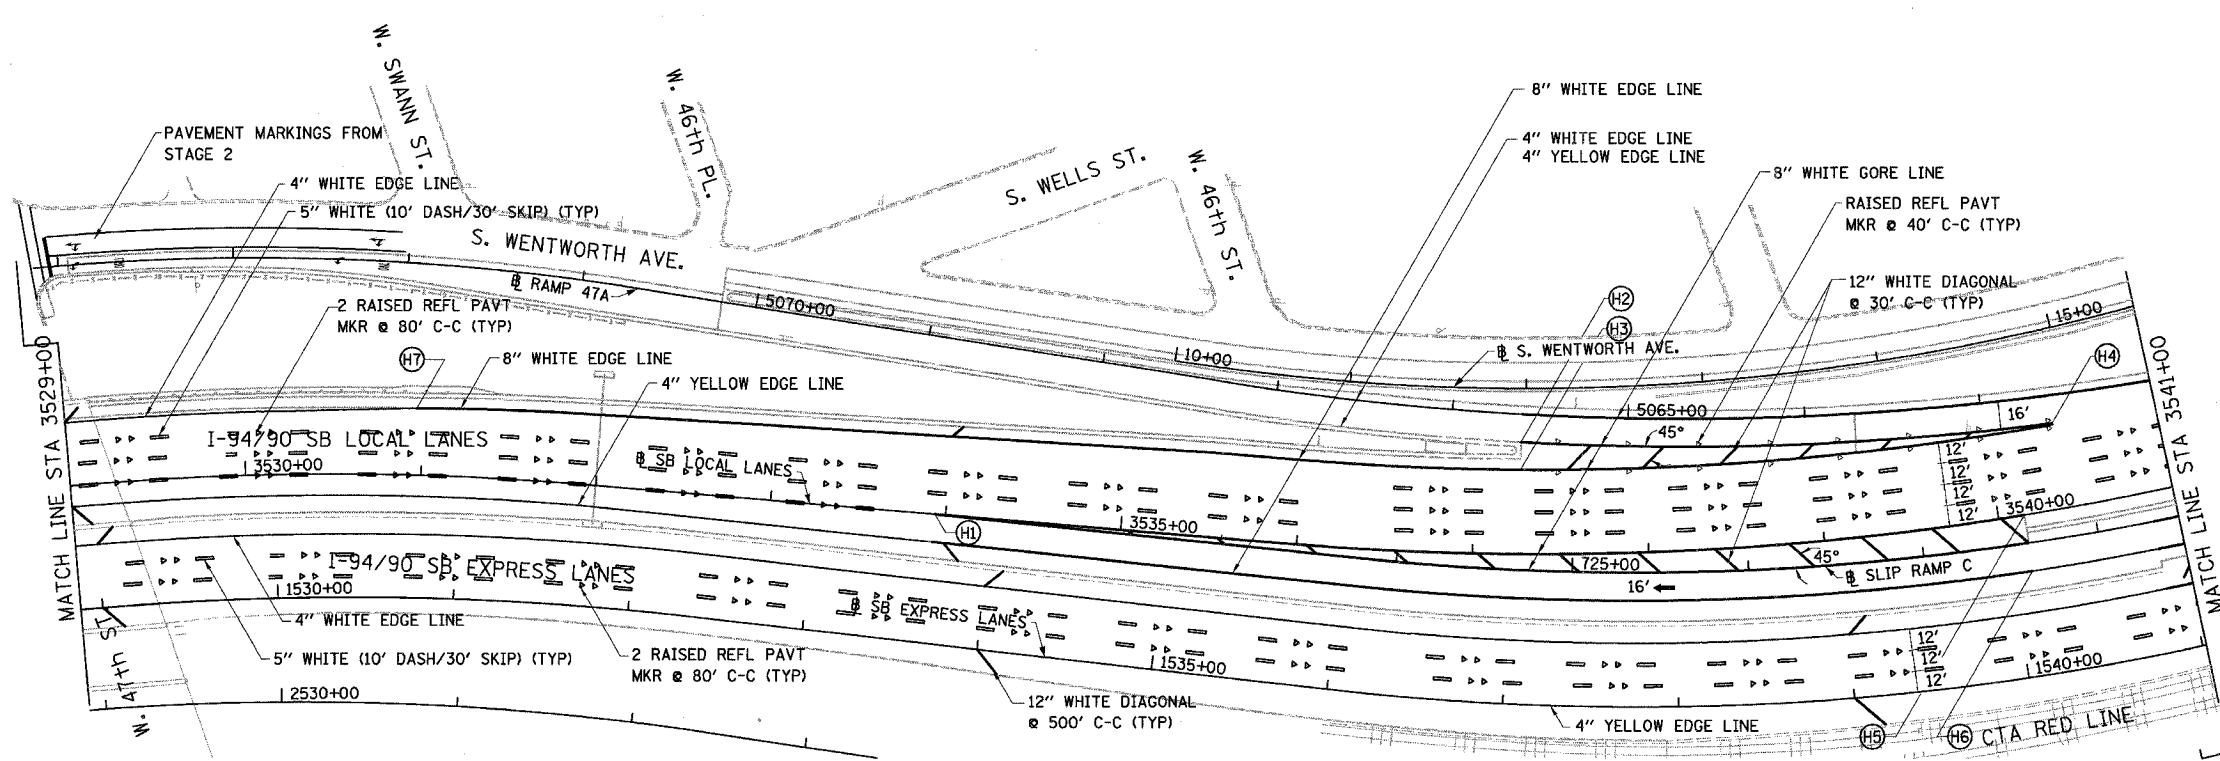 W. SWANN ST.
W. 46th PL.
S. WELLS ST.
W. 46th ST.
8" WHITE EDGE LINE
4" WHITE EDGE LINE
4" YELLOW EDGE LINE
8" WHITE GORE LINE
RAISED REFL PAVT
MKR @ 40' C-C (TYP)
12" WHITE DIAGONAL
@ 30' C-C (TYP)
PAVEMENT MARKINGS FROM
STAGE 2
4" WHITE EDGE LINE
5" WHITE (10' DASH/30' SKIP) (TYP)
S. WENTWORTH AVE.
℄ RAMP 47A
5070+00
2 RAISED REFL PAVT
MKR @ 80' C-C (TYP)
H7
8" WHITE EDGE LINE
4" YELLOW EDGE LINE
H2
H3
10+00
℄ S. WENTWORTH AVE.
15+00
H4
5065+00
16'
45°
MATCH LINE STA 3529+00
I-94/90 SB LOCAL LANES
3530+00
℄ SB LOCAL LANES
12'
12'
12'
12'
3535+00
3540+00
MATCH LINE STA 3541+00
H1
725+00
45°
℄ SLIP RAMP C
16'
I-94/90 SB EXPRESS LANES
1530+00
℄ SB EXPRESS LANES
4" WHITE EDGE LINE
5" WHITE (10' DASH/30' SKIP) (TYP)
2 RAISED REFL PAVT
MKR @ 80' C-C (TYP)
1535+00
12'
12'
12'
1540+00
W. 47th ST
2530+00
12" WHITE DIAGONAL
@ 500' C-C (TYP)
4" YELLOW EDGE LINE
H5
H6
CTA RED LINE